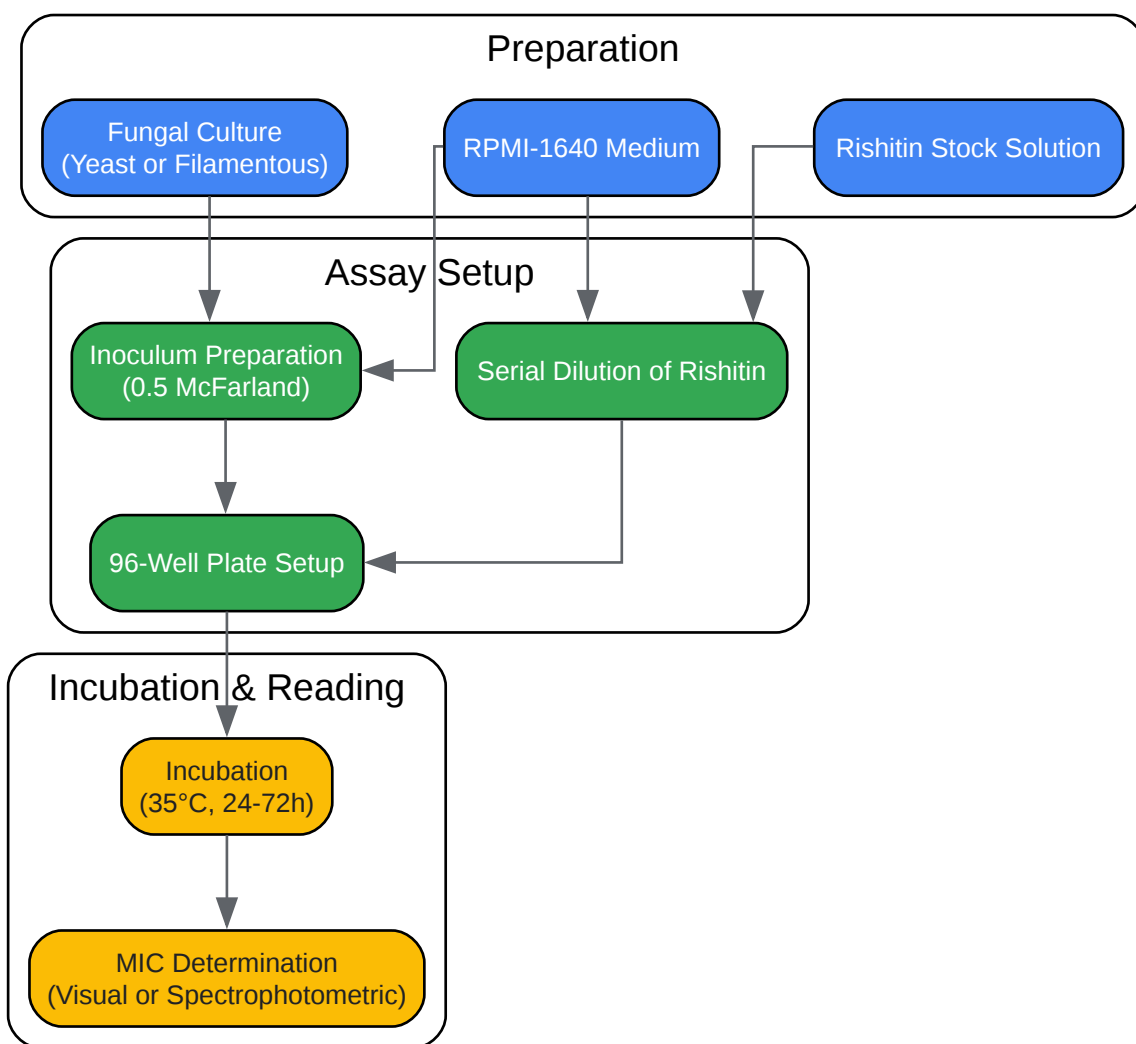 Preparation
Fungal Culture
(Yeast or Filamentous)
RPMI-1640 Medium
Rishitin Stock Solution
Assay Setup
Inoculum Preparation
(0.5 McFarland)
Serial Dilution of Rishitin
96-Well Plate Setup
Incubation & Reading
Incubation
(35°C, 24-72h)
MIC Determination
(Visual or Spectrophotometric)